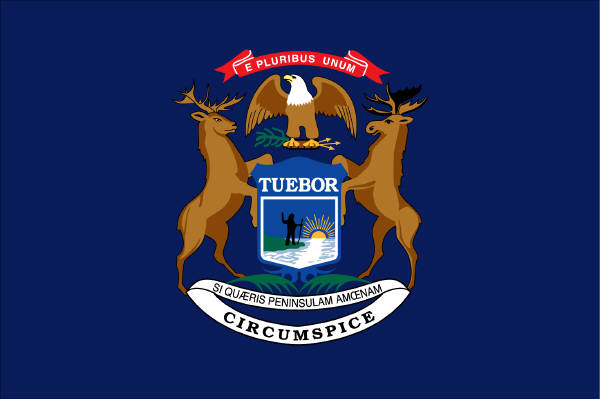 E PLURIBUS UNUM
TUEBOR
SI QUÆRIS PENINSULAM AMŒNAM
CIRCUMSPICE